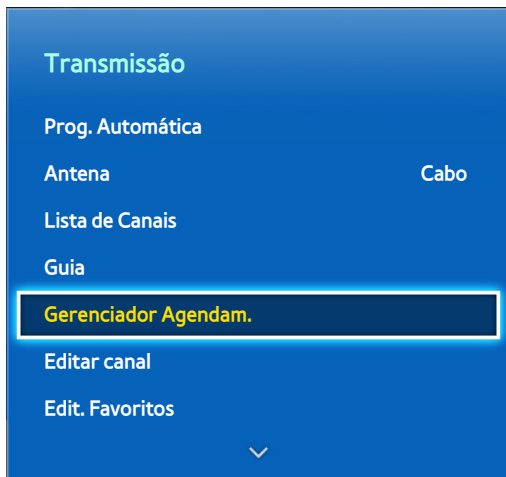 Transmissão
Prog. Automática
Antena Cabo
Lista de Canais
Guia
Gerenciador Agendam.
Editar canal
Edit. Favoritos